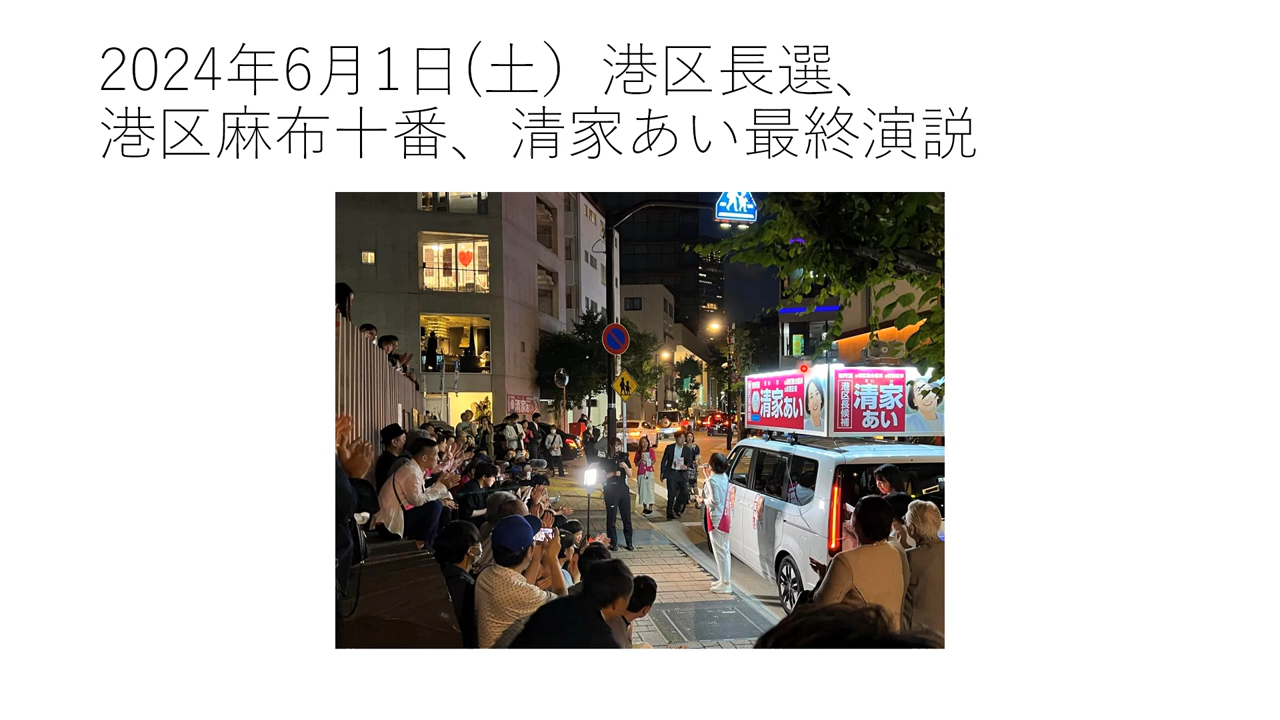 2024年6月1日(土）港区長選、
港区麻布十番、清家あい最終演説
清家あい
港区長候補
清家
あい